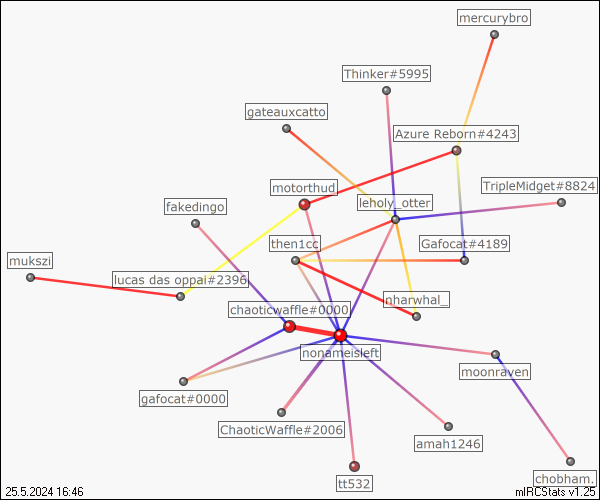 mercurybro
Thinker#5995
gateauxcatto
Azure Reborn#4243
motorthud
TripleMidget#8824
leholy_otter
fakedingo
then1cc
Gafocat#4189
mukszi
lucas das oppai#2396
nharwhal_
chaoticwaffle#0000
nonameisleft
moonraven
gafocat#0000
ChaoticWaffle#2006
amah1246
tt532
chobham,
25.5.2024 16:46
mIRCStats v1.25